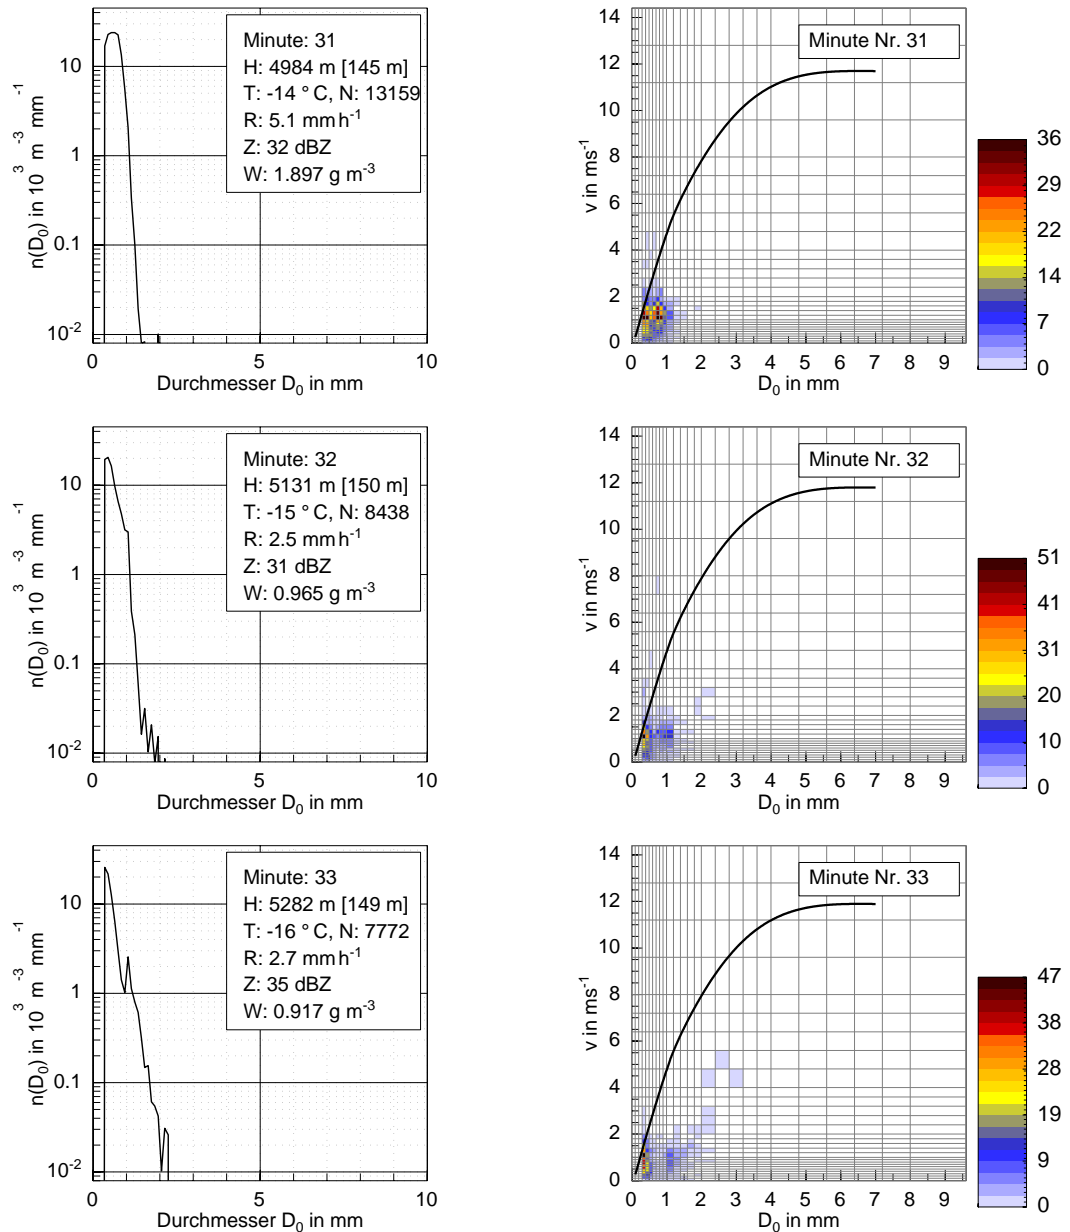 n(D₀) in 10³ m⁻³ mm⁻¹
10
1
0.1
10⁻²
5
10
Durchmesser D₀ in mm
Minute: 31
H: 4984 m [145 m]
T: -14 ° C, N: 13159
R: 5.1 mm h⁻¹
Z: 32 dBZ
W: 1.897 g m⁻³
v in ms⁻¹
14
12
10
8
6
4
2
0
0 1 2 3 4 5 6 7 8 9
D₀ in mm
Minute Nr. 31
36
29
22
14
7
0
n(D₀) in 10³ m⁻³ mm⁻¹
10
1
0.1
10⁻²
5
10
Durchmesser D₀ in mm
Minute: 32
H: 5131 m [150 m]
T: -15 ° C, N: 8438
R: 2.5 mm h⁻¹
Z: 31 dBZ
W: 0.965 g m⁻³
v in ms⁻¹
14
12
10
8
6
4
2
0
0 1 2 3 4 5 6 7 8 9
D₀ in mm
Minute Nr. 32
51
41
31
20
10
0
n(D₀) in 10³ m⁻³ mm⁻¹
10
1
0.1
10⁻²
5
10
Durchmesser D₀ in mm
Minute: 33
H: 5282 m [149 m]
T: -16 ° C, N: 7772
R: 2.7 mm h⁻¹
Z: 35 dBZ
W: 0.917 g m⁻³
v in ms⁻¹
14
12
10
8
6
4
2
0
0 1 2 3 4 5 6 7 8 9
D₀ in mm
Minute Nr. 33
47
38
28
19
9
0